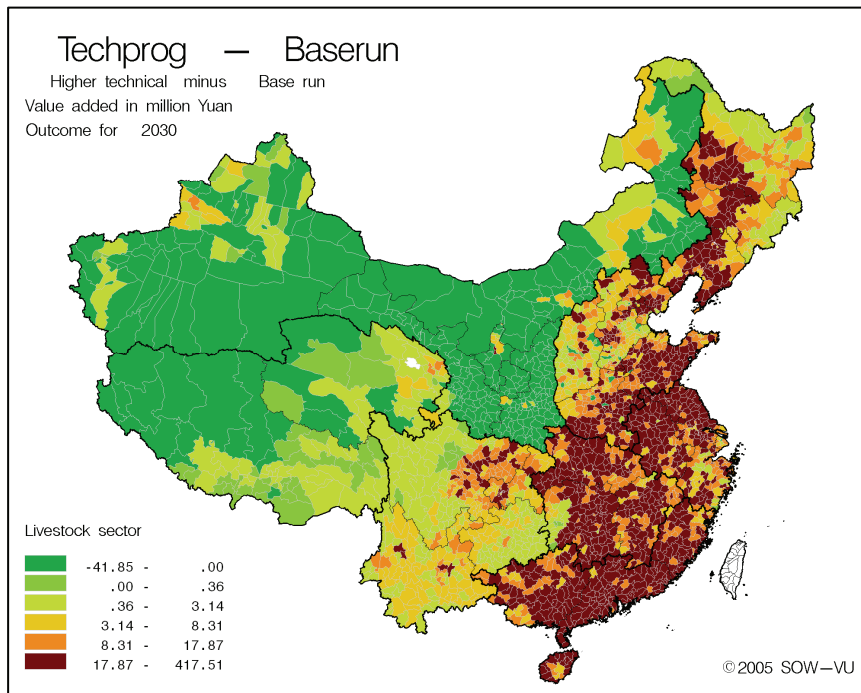 Techprog — Baserun
Higher technical minus Base run
Value added in million Yuan
Outcome for 2030
Livestock sector
-41.85 - .00
.00 - .36
.36 - 3.14
3.14 - 8.31
8.31 - 17.87
17.87 - 417.51
©2005 SOW-VU